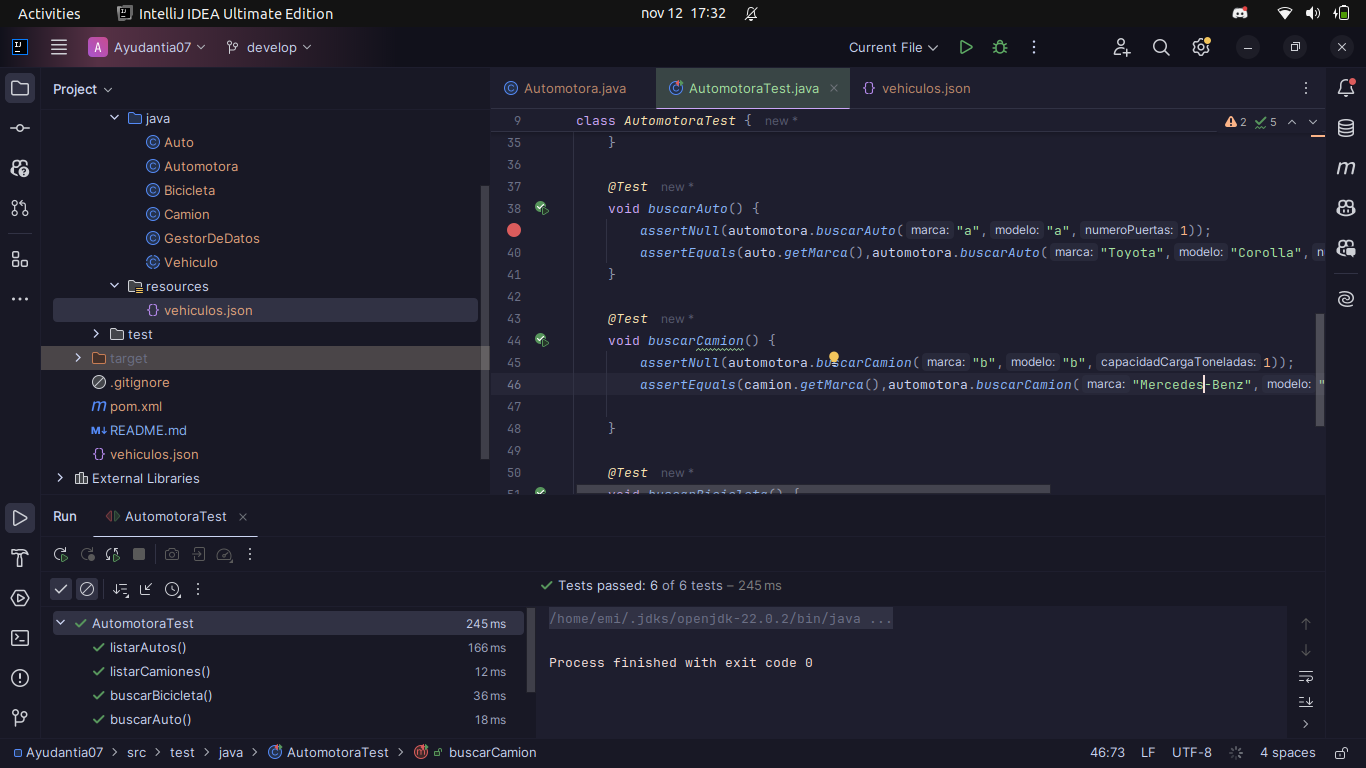 Activities IntelliJ IDEA Ultimate Edition nov 12 17:32
Ayudantia07 develop Current File
Project
java
Auto
Automotora
Bicicleta
Camion
GestorDeDatos
Vehiculo
resources
vehiculos.json
test
target
.gitignore
pom.xml
README.md
vehiculos.json
External Libraries
Automotora.java AutomotoraTest.java vehiculos.json
9 class AutomotoraTest { new * 2 5
35 }
36
37 @Test new *
38 void buscarAuto() {
assertNull(automotora.buscarAuto( marca: "a", modelo: "a", numeroPuertas: 1));
40 assertEquals(auto.getMarca(),automotora.buscarAuto( marca: "Toyota", modelo: "Corolla", n
41 }
42
43 @Test new *
44 void buscarCamion() {
45 assertNull(automotora.buscarCamion( marca: "b", modelo: "b", capacidadCargaToneladas: 1));
46 assertEquals(camion.getMarca(),automotora.buscarCamion( marca: "Mercedes-Benz", modelo: "
47
48 }
49
50 @Test new *
51 void buscarBicicleta() {
Run AutomotoraTest
Tests passed: 6 of 6 tests – 245 ms
AutomotoraTest 245 ms
listarAutos() 166 ms
listarCamiones() 12 ms
buscarBicicleta() 36 ms
buscarAuto() 18 ms
/home/emi/.jdks/openjdk-22.0.2/bin/java ...
Process finished with exit code 0
Ayudantia07 > src > test > java > AutomotoraTest > buscarCamion 46:73 LF UTF-8 4 spaces